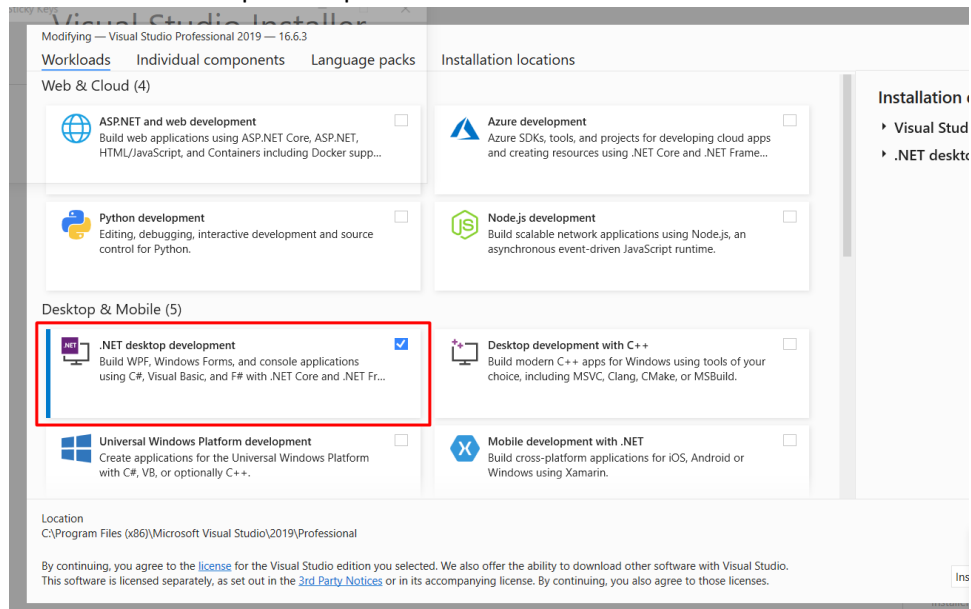 Sticky Keys
Visual Studio Installer
Modifying — Visual Studio Professional 2019 — 16.6.3
Workloads Individual components Language packs Installation locations
Web & Cloud (4)
ASP.NET and web development
Build web applications using ASP.NET Core, ASP.NET,
HTML/JavaScript, and Containers including Docker supp...
Azure development
Azure SDKs, tools, and projects for developing cloud apps
and creating resources using .NET Core and .NET Frame...
Python development
Editing, debugging, interactive development and source
control for Python.
Node.js development
Build scalable network applications using Node.js, an
asynchronous event-driven JavaScript runtime.
Desktop & Mobile (5)
.NET desktop development
Build WPF, Windows Forms, and console applications
using C#, Visual Basic, and F# with .NET Core and .NET Fr...
Desktop development with C++
Build modern C++ apps for Windows using tools of your
choice, including MSVC, Clang, CMake, or MSBuild.
Universal Windows Platform development
Create applications for the Universal Windows Platform
with C#, VB, or optionally C++.
Mobile development with .NET
Build cross-platform applications for iOS, Android or
Windows using Xamarin.
Installation
Visual Stud
.NET deskto
Location
C:\Program Files (x86)\Microsoft Visual Studio\2019\Professional
By continuing, you agree to the license for the Visual Studio edition you selected. We also offer the ability to download other software with Visual Studio.
This software is licensed separately, as set out in the 3rd Party Notices or in its accompanying license. By continuing, you also agree to those licenses.
Ins